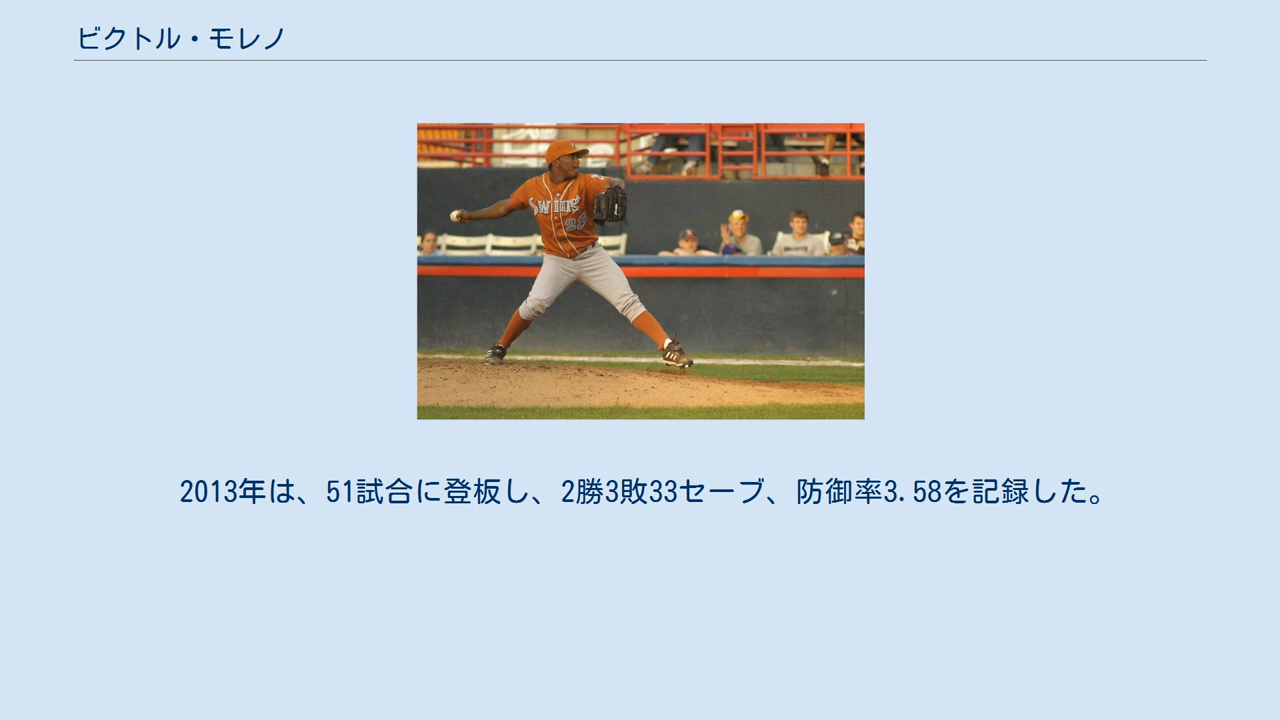 ビクトル・モレノ
Swing
29
2013年は、51試合に登板し、2勝3敗33セーブ、防御率3.58を記録した。